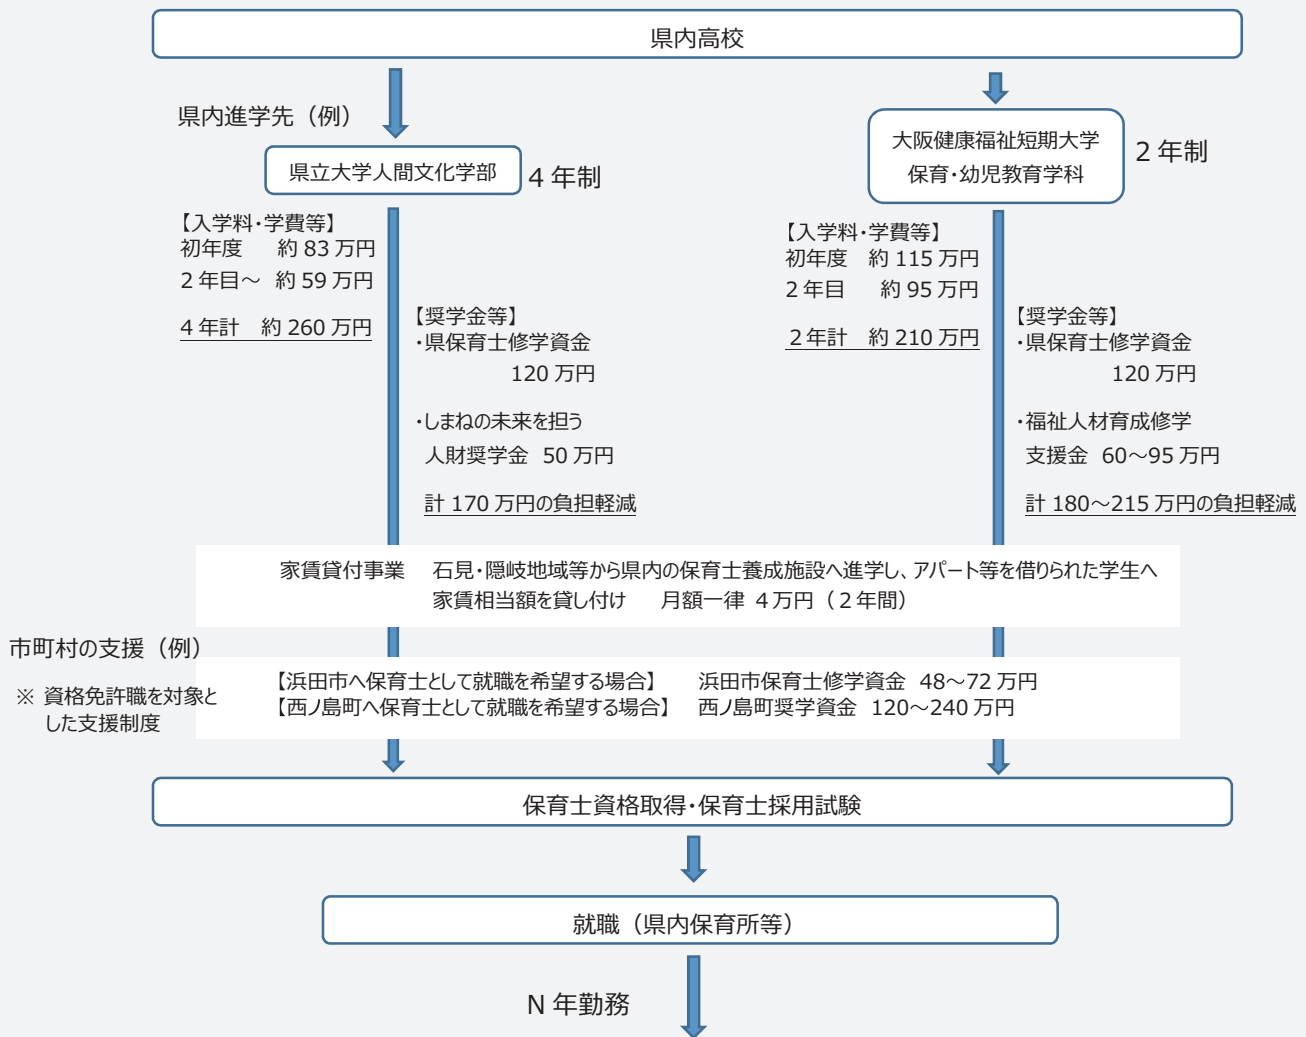 県内高校
県内進学先（例）
県立大学人間文化学部
4 年制
【入学料・学費等】
初年度　約 83 万円
2 年目～ 約 59 万円
4 年計　約 260 万円
【奨学金等】
・県保育士修学資金
120 万円
・しまねの未来を担う
人財奨学金 50 万円
計 170 万円の負担軽減
大阪健康福祉短期大学
保育・幼児教育学科
2 年制
【入学料・学費等】
初年度　約 115 万円
2 年目　約 95 万円
2 年計　約 210 万円
【奨学金等】
・県保育士修学資金
120 万円
・福祉人材育成修学
支援金 60～95 万円
計 180～215 万円の負担軽減
家賃貸付事業　石見・隠岐地域等から県内の保育士養成施設へ進学し、アパート等を借りられた学生へ
家賃相当額を貸し付け　月額一律 4 万円（2 年間）
市町村の支援（例）
※ 資格免許職を対象と
した支援制度
【浜田市へ保育士として就職を希望する場合】　浜田市保育士修学資金 48～72 万円
【西ノ島町へ保育士として就職を希望する場合】　西ノ島町奨学資金 120～240 万円
保育士資格取得・保育士採用試験
就職（県内保育所等）
N 年勤務